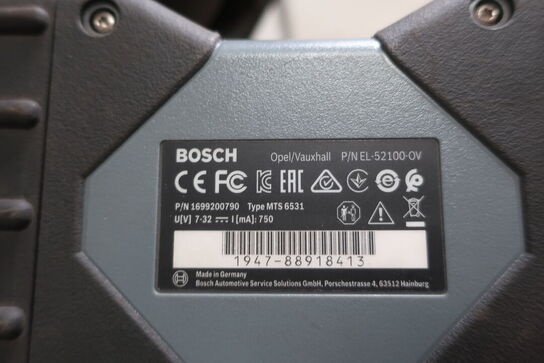 BOSCH Opel/Vauxhall P/N EL-52100-OV
CE FC EAC
P/N 1699200790 Type MTS 6531
U[V] 7-32 ⎓ I [mA]: 750
1947-88918413
Made in Germany
Bosch Automotive Service Solutions GmbH, Porschestrasse 4, 63512 Hainburg